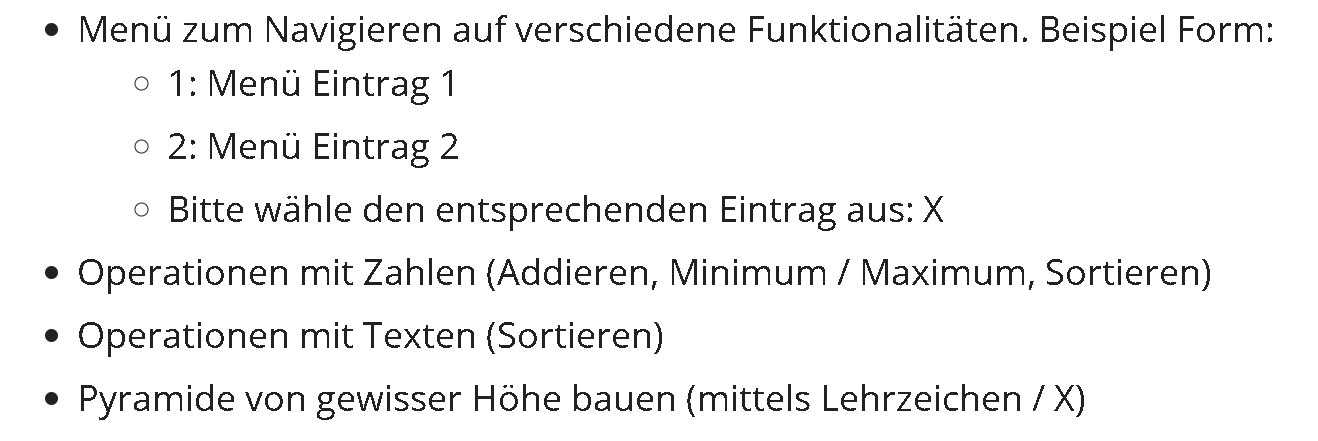 • Menü zum Navigieren auf verschiedene Funktionalitäten. Beispiel Form:
○ 1: Menü Eintrag 1
○ 2: Menü Eintrag 2
○ Bitte wähle den entsprechenden Eintrag aus: X
• Operationen mit Zahlen (Addieren, Minimum / Maximum, Sortieren)
• Operationen mit Texten (Sortieren)
• Pyramide von gewisser Höhe bauen (mittels Lehrzeichen / X)